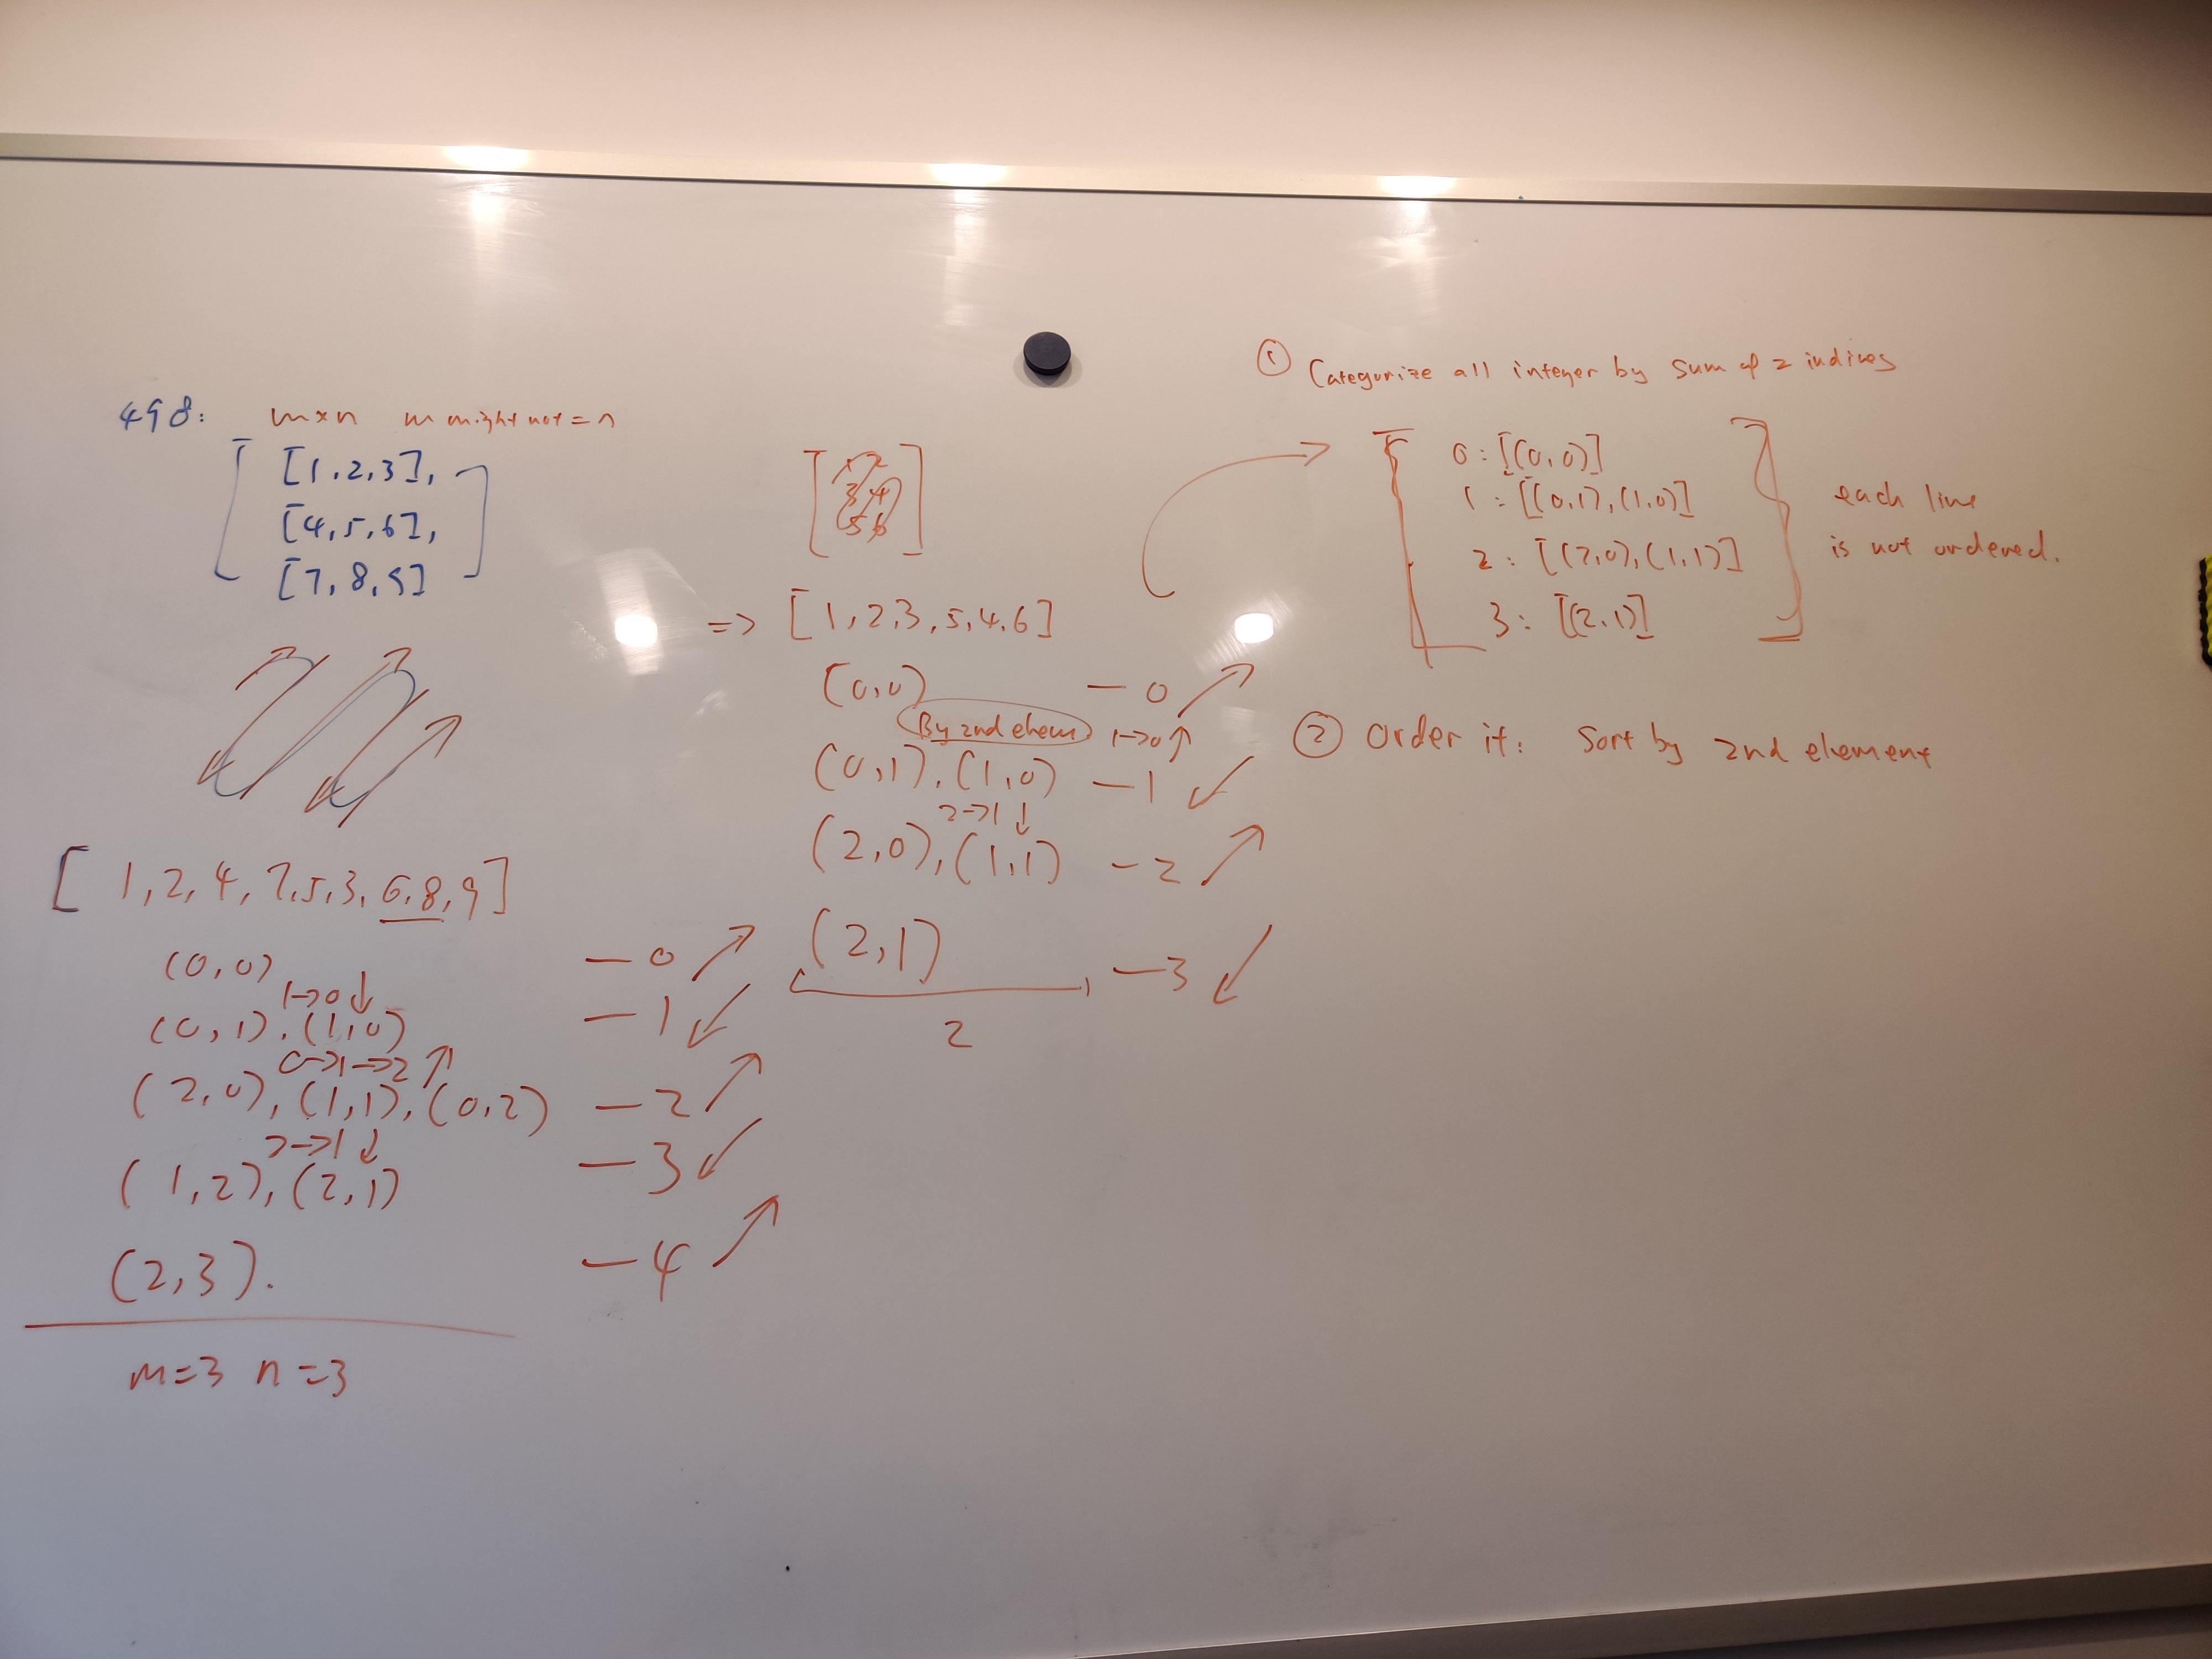 498: m×n m might not = n
[ [1,2,3],
[4,5,6],
[7,8,9] ]
[1,2,4,7,5,3,6,8,9]
(0,0) — 0 ↗
1→0 ↓
(0,1), (1,0) — 1 ↙
0→1→2 ↑
(2,0), (1,1), (0,2) — 2 ↗
2→1 ↓
(1,2), (2,1) — 3 ↙
(2,3). — 4 ↗
m=3 n=3
[ 1 2
3 4
5 6 ]
=> [1,2,3,5,4,6]
(0,0) — 0 ↗
By 2nd elem 1→0 ↑
(0,1), (1,0) — 1 ↙
2→1 ↓
(2,0), (1,1) — 2 ↗
(2,1) — 3 ↙
2
① Categorize all integer by sum of 2 indices
0: [(0,0)]
1: [(0,1),(1,0)]
2: [(2,0),(1,1)]
3: [(2,1)]
each line
is not ordered.
② Order it: Sort by 2nd element